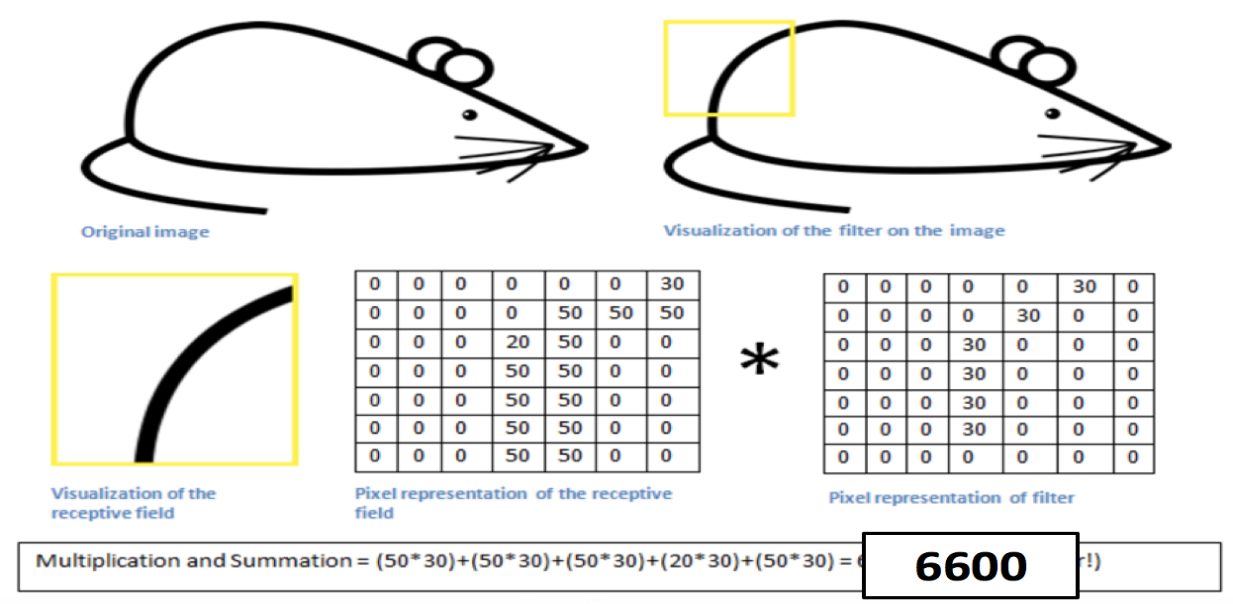 Original image
Visualization of the filter on the image
0 0 0 0 0 0 30
0 0 0 0 50 50 50
0 0 0 20 50 0 0
0 0 0 50 50 0 0
0 0 0 50 50 0 0
0 0 0 50 50 0 0
0 0 0 50 50 0 0
*
0 0 0 0 0 30 0
0 0 0 0 30 0 0
0 0 0 30 0 0 0
0 0 0 30 0 0 0
0 0 0 30 0 0 0
0 0 0 30 0 0 0
0 0 0 0 0 0 0
Visualization of the
receptive field
Pixel representation of the receptive
field
Pixel representation of filter
Multiplication and Summation = (50*30)+(50*30)+(50*30)+(20*30)+(50*30) = 6600 r!)